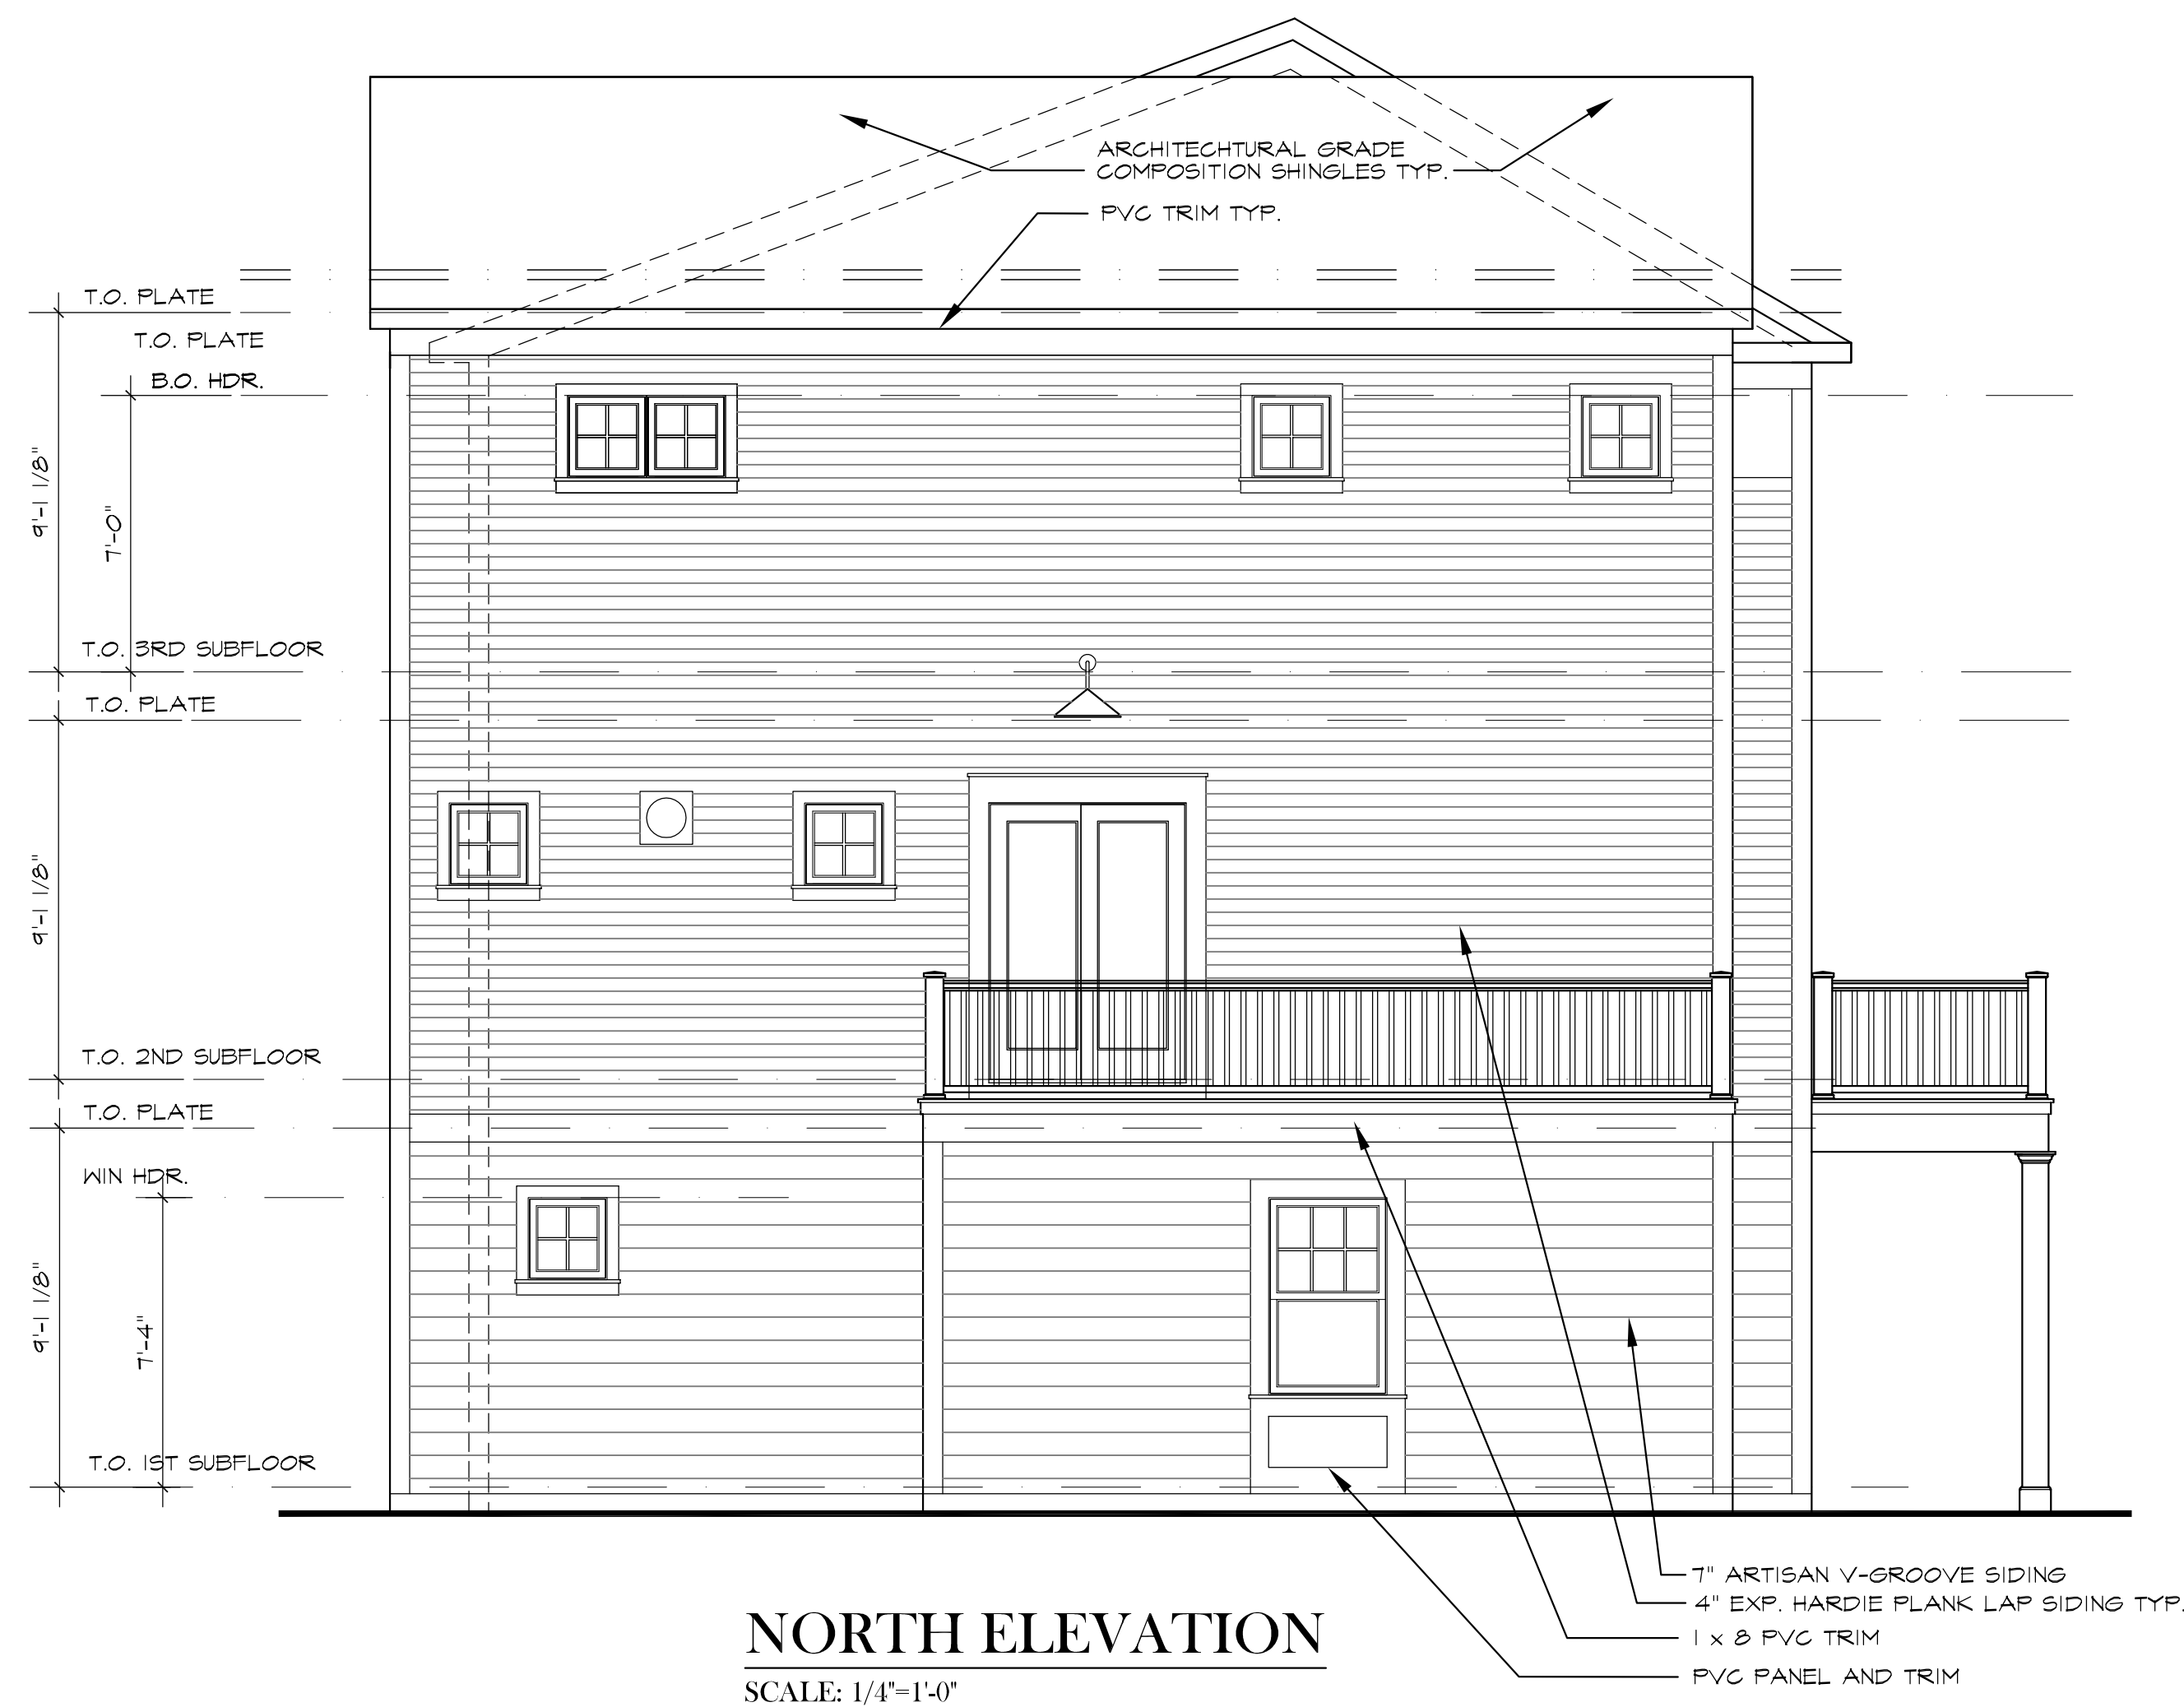 ARCHITECHTURAL GRADE
COMPOSITION SHINGLES TYP.
PVC TRIM TYP.
T.O. PLATE
T.O. PLATE
B.O. HDR.
9'-1 1/8"
7'-0"
T.O. 3RD SUBFLOOR
T.O. PLATE
9'-1 1/8"
T.O. 2ND SUBFLOOR
T.O. PLATE
WIN HDR.
9'-1 1/8"
7'-4"
T.O. 1ST SUBFLOOR
7" ARTISAN V-GROOVE SIDING
4" EXP. HARDIE PLANK LAP SIDING TYP.
1 x 8 PVC TRIM
PVC PANEL AND TRIM
NORTH ELEVATION
SCALE: 1/4"=1'-0"